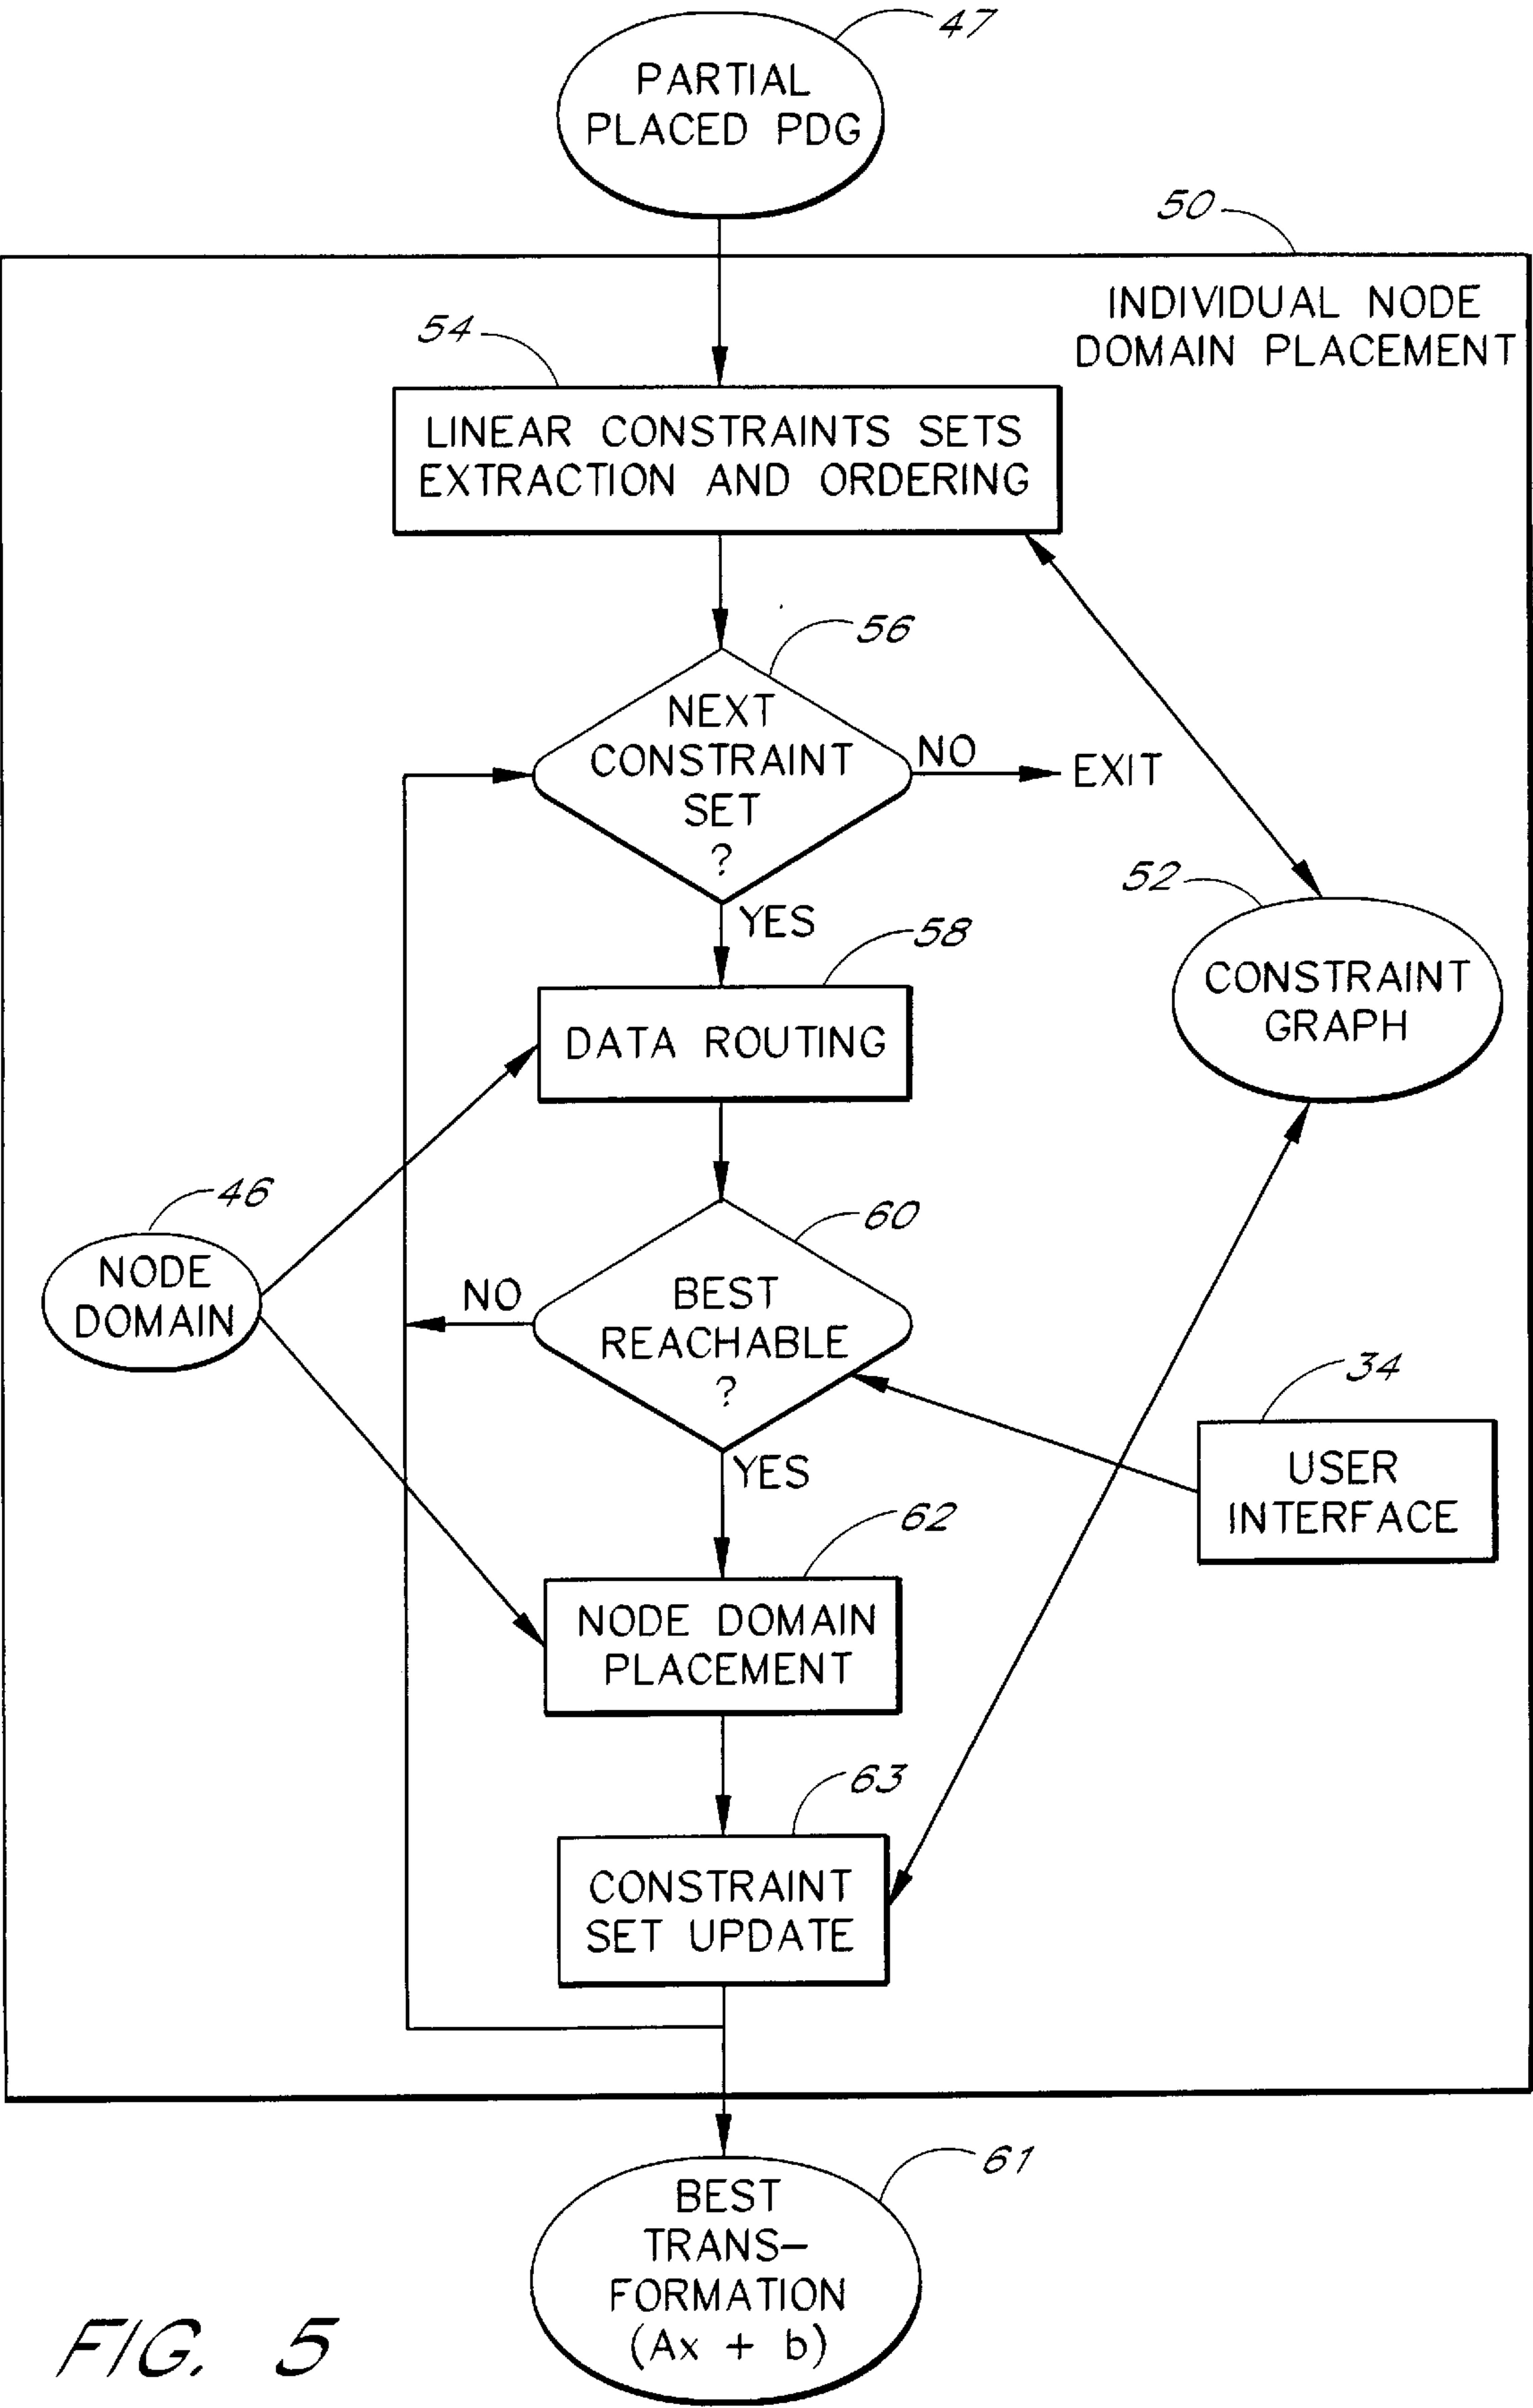 47
PARTIAL
PLACED PDG
50
INDIVIDUAL NODE
DOMAIN PLACEMENT
54
LINEAR CONSTRAINTS SETS
EXTRACTION AND ORDERING
56
NEXT
CONSTRAINT
SET
?
NO
EXIT
YES
52
CONSTRAINT
GRAPH
58
DATA ROUTING
46
NODE
DOMAIN
60
BEST
REACHABLE
?
NO
YES
34
USER
INTERFACE
62
NODE DOMAIN
PLACEMENT
63
CONSTRAINT
SET UPDATE
61
BEST
TRANS-
FORMATION
(Ax + b)
FIG. 5